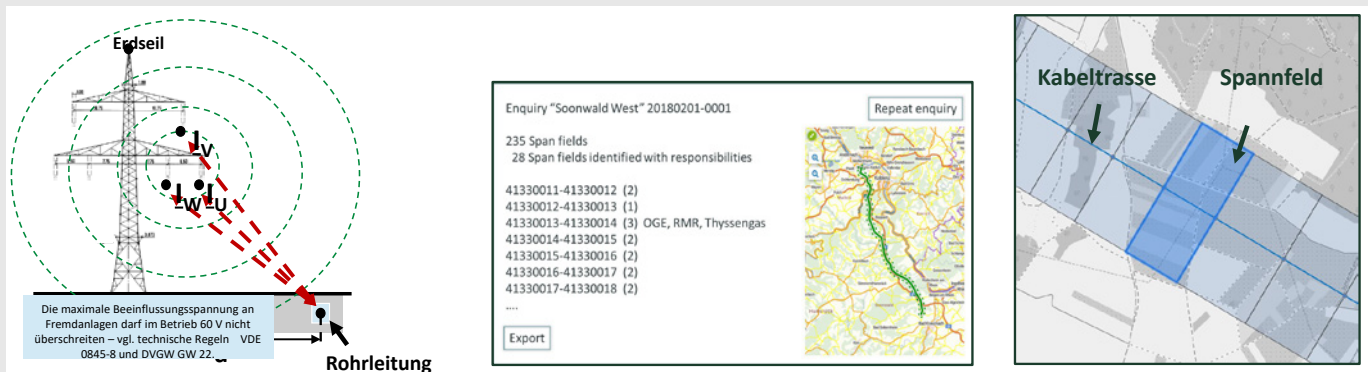 Erdseil
I_V
I_W
I_U
Die maximale Beeinflussungsspannung an
Fremdanlagen darf im Betrieb 60 V nicht
überschreiten – vgl. technische Regeln VDE
0845-8 und DVGW GW 22.
Rohrleitung
Enquiry "Soonwald West" 20180201-0001
Repeat enquiry
235 Span fields
28 Span fields identified with responsibilities
41330011-41330012 (2)
41330012-41330013 (1)
41330013-41330014 (3) OGE, RMR, Thyssengas
41330014-41330015 (2)
41330015-41330016 (2)
41330016-41330017 (2)
41330017-41330018 (2)
....
Export
Kabeltrasse
Spannfeld